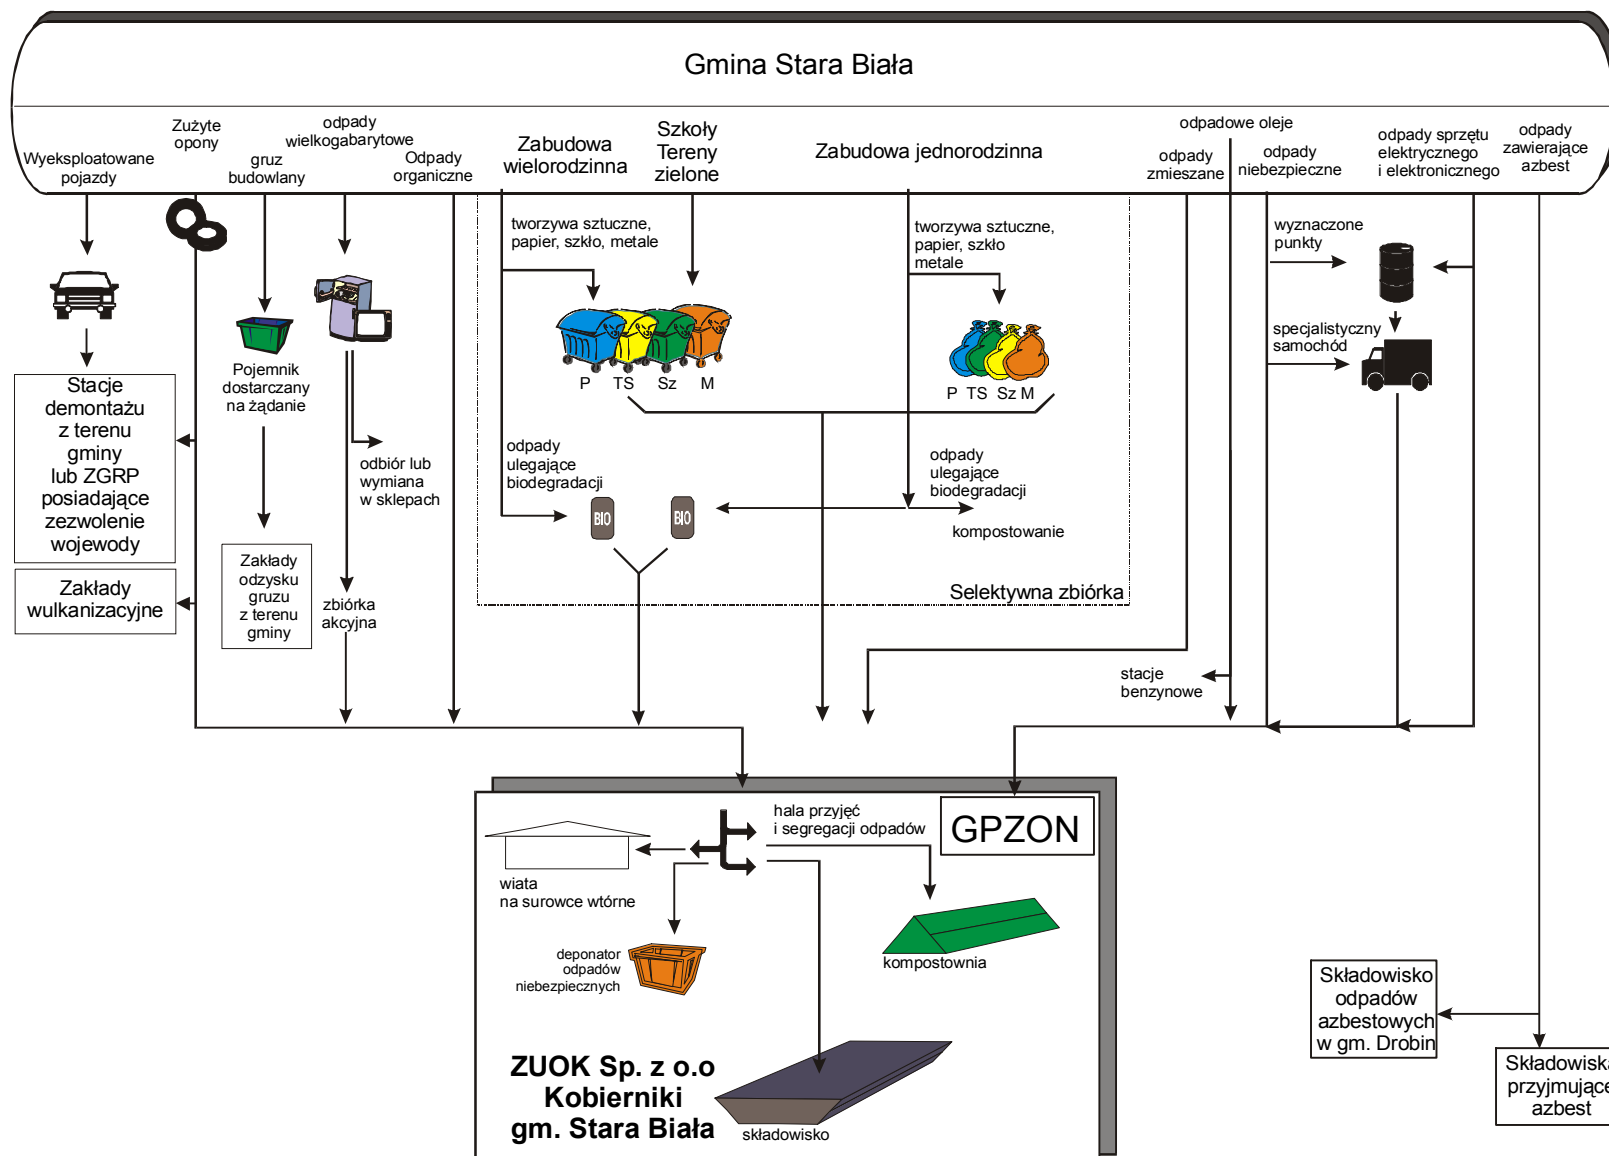 Gmina Stara Biała
Wyeksploatowane
pojazdy
Zużyte
opony
gruz
budowlany
odpady
wielkogabarytowe
Odpady
organiczne
Zabudowa
wielorodzinna
Szkoły
Tereny
zielone
Zabudowa jednorodzinna
odpady
zmieszane
odpadowe oleje
odpady
niebezpieczne
odpady sprzętu
elektrycznego
i elektronicznego
odpady
zawierające
azbest
tworzywa sztuczne,
papier, szkło, metale
tworzywa sztuczne,
papier, szkło
metale
wyznaczone
punkty
specjalistyczny
samochód
P TS Sz M
P TS Sz M
Stacje
demontażu
z terenu
gminy
lub ZGRP
posiadające
zezwolenie
wojewody
Pojemnik
dostarczany
na żądanie
odbiór lub
wymiana
w sklepach
odpady
ulegające
biodegradacji
BIO
BIO
odpady
ulegające
biodegradacji
kompostowanie
Zakłady
wulkanizacyjne
Zakłady
odzysku
gruzu
z terenu
gminy
zbiórka
akcyjna
Selektywna zbiórka
stacje
benzynowe
hala przyjęć
i segregacji odpadów
GPZON
wiata
na surowce wtórne
deponator
odpadów
niebezpiecznych
kompostownia
ZUOK Sp. z o.o
Kobierniki
gm. Stara Biała
składowisko
Składowisko
odpadów
azbestowych
w gm. Drobin
Składowiska
przyjmujące
azbest